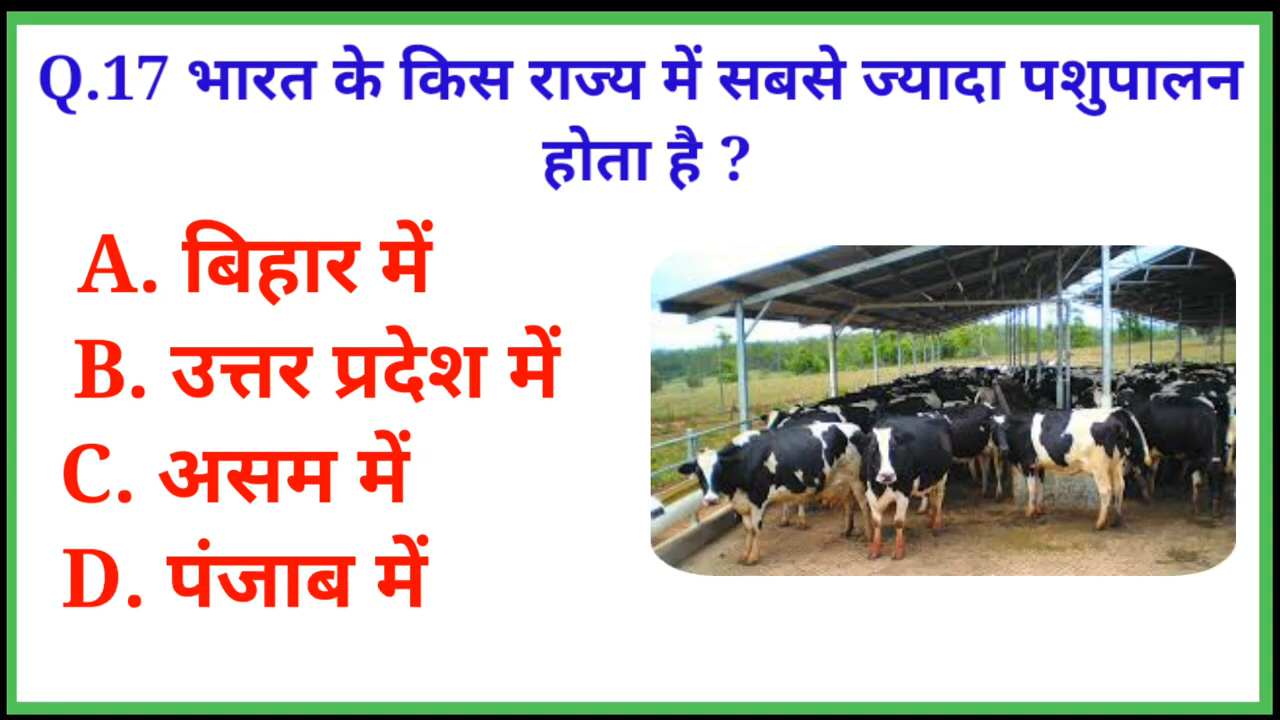 Q.17 भारत के किस राज्य में सबसे ज्यादा पशुपालन
होता है ?
A. बिहार में
B. उत्तर प्रदेश में
C. असम में
D. पंजाब में